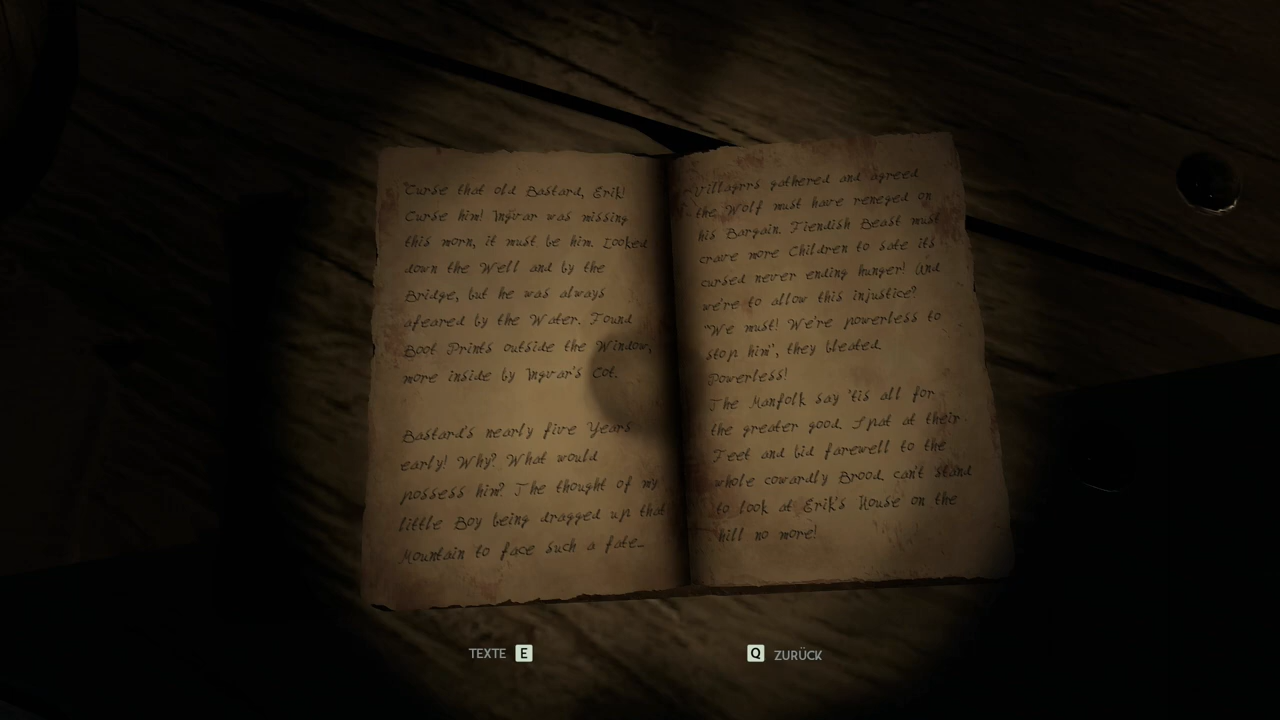 "Curse that old Bastard, Erik!
Curse him! Ingvar was missing
this morn, it must be him. Looked
down the Well and by the
Bridge, but he was always
afeared by the Water. Found
Boot Prints outside the Window,
more inside by Ingvar's Cot.
Bastard's nearly five Years
early! Why? What would
possess him? The thought of my
little Boy being dragged up that
Mountain to face such a fate...
Villagrrs gathered and agreed
the Wolf must have reneged on
his Bargain. Fiendish Beast must
crave more Children to sate its
cursed never ending hunger! And
we're to allow this injustice?
"We must! We're powerless to
stop him", they bleated.
Powerless!
The Manfolk say 'tis all for
the greater good. I pat at their
Feet and bid farewell to the
whole cowardly Brood, can't stand
to look at Erik's House on the
hill no more!
TEXTE E
Q ZURÜCK